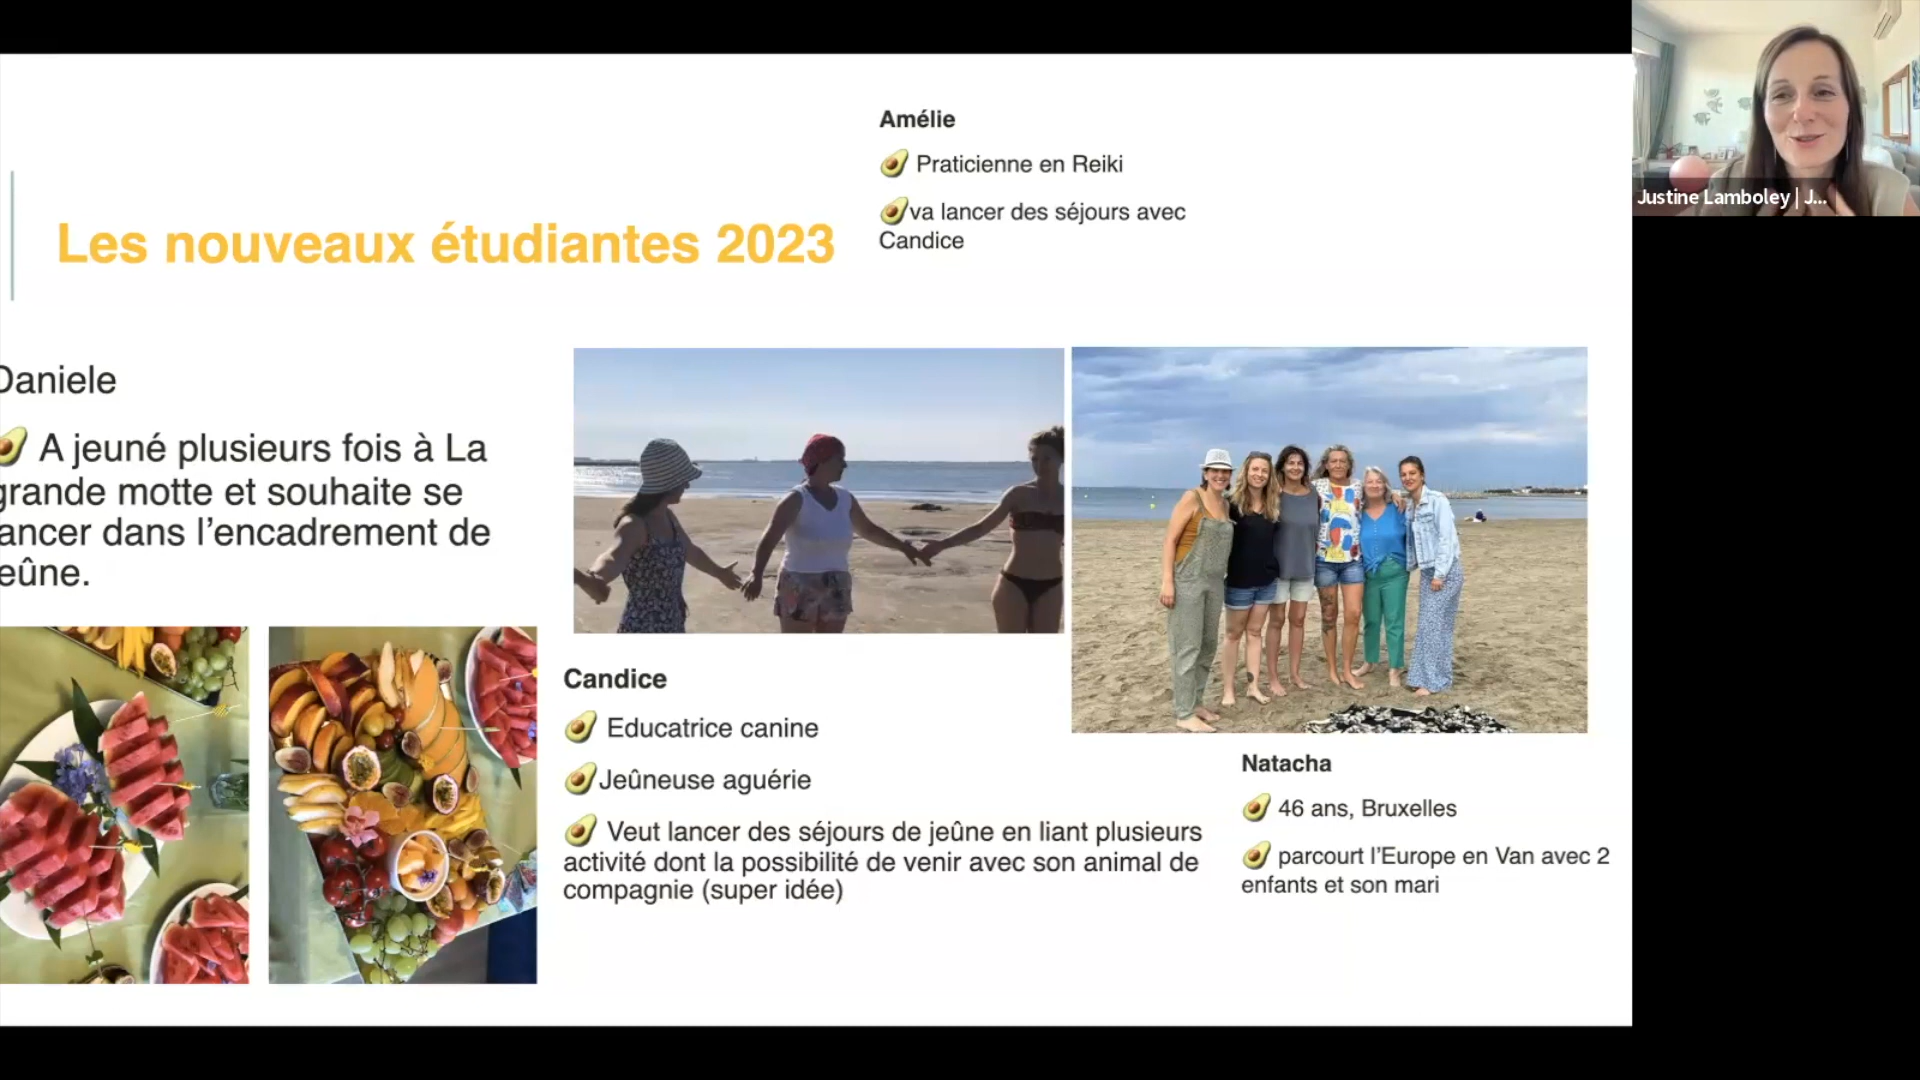 Amélie
🥑 Praticienne en Reiki
🥑va lancer des séjours avec
Candice
Les nouveaux étudiantes 2023
Daniele
🥑 A jeuné plusieurs fois à La
grande motte et souhaite se
lancer dans l’encadrement de
jeûne.
Candice
🥑 Educatrice canine
🥑Jeûneuse aguérie
🥑 Veut lancer des séjours de jeûne en liant plusieurs
activité dont la possibilité de venir avec son animal de
compagnie (super idée)
Natacha
🥑 46 ans, Bruxelles
🥑 parcourt l’Europe en Van avec 2
enfants et son mari
Justine Lamboley | J...